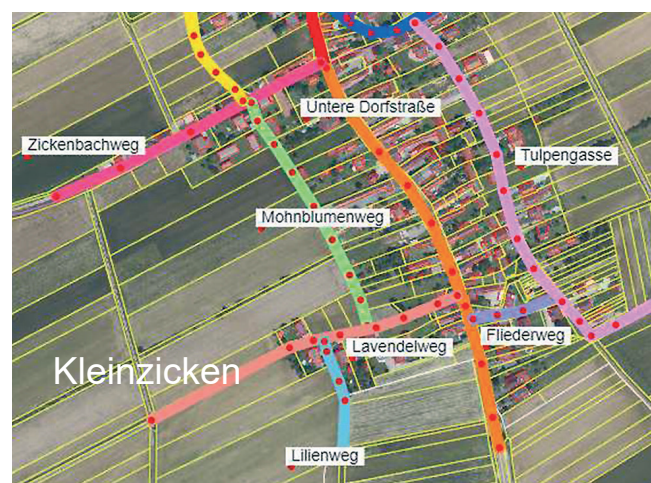 Untere Dorfstraße
Zickenbachweg
Tulpengasse
Mohnblumenweg
Fliederweg
Lavendelweg
Kleinzicken
Lilienweg